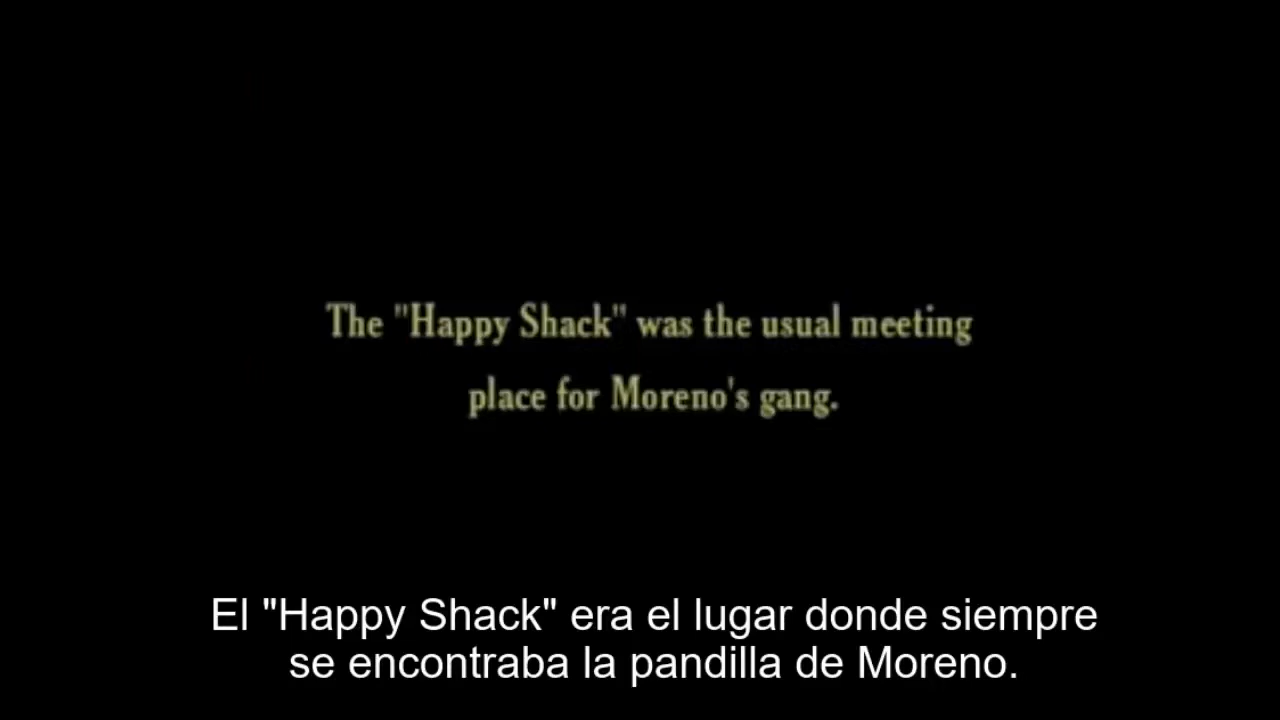 The "Happy Shack" was the usual meeting
place for Moreno's gang.
El "Happy Shack" era el lugar donde siempre
se encontraba la pandilla de Moreno.